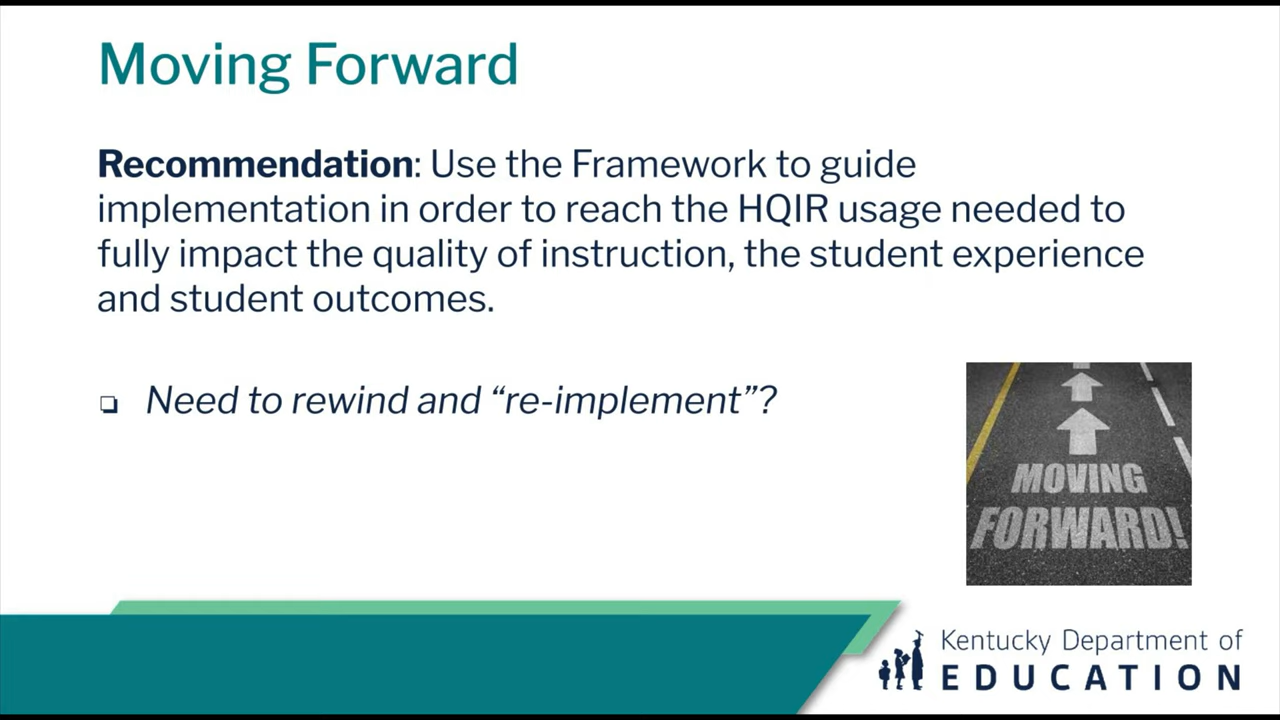 Moving Forward
Recommendation: Use the Framework to guide
implementation in order to reach the HQIR usage needed to
fully impact the quality of instruction, the student experience
and student outcomes.
Need to rewind and “re-implement”?
MOVING
FORWARD!
Kentucky Department of
EDUCATION